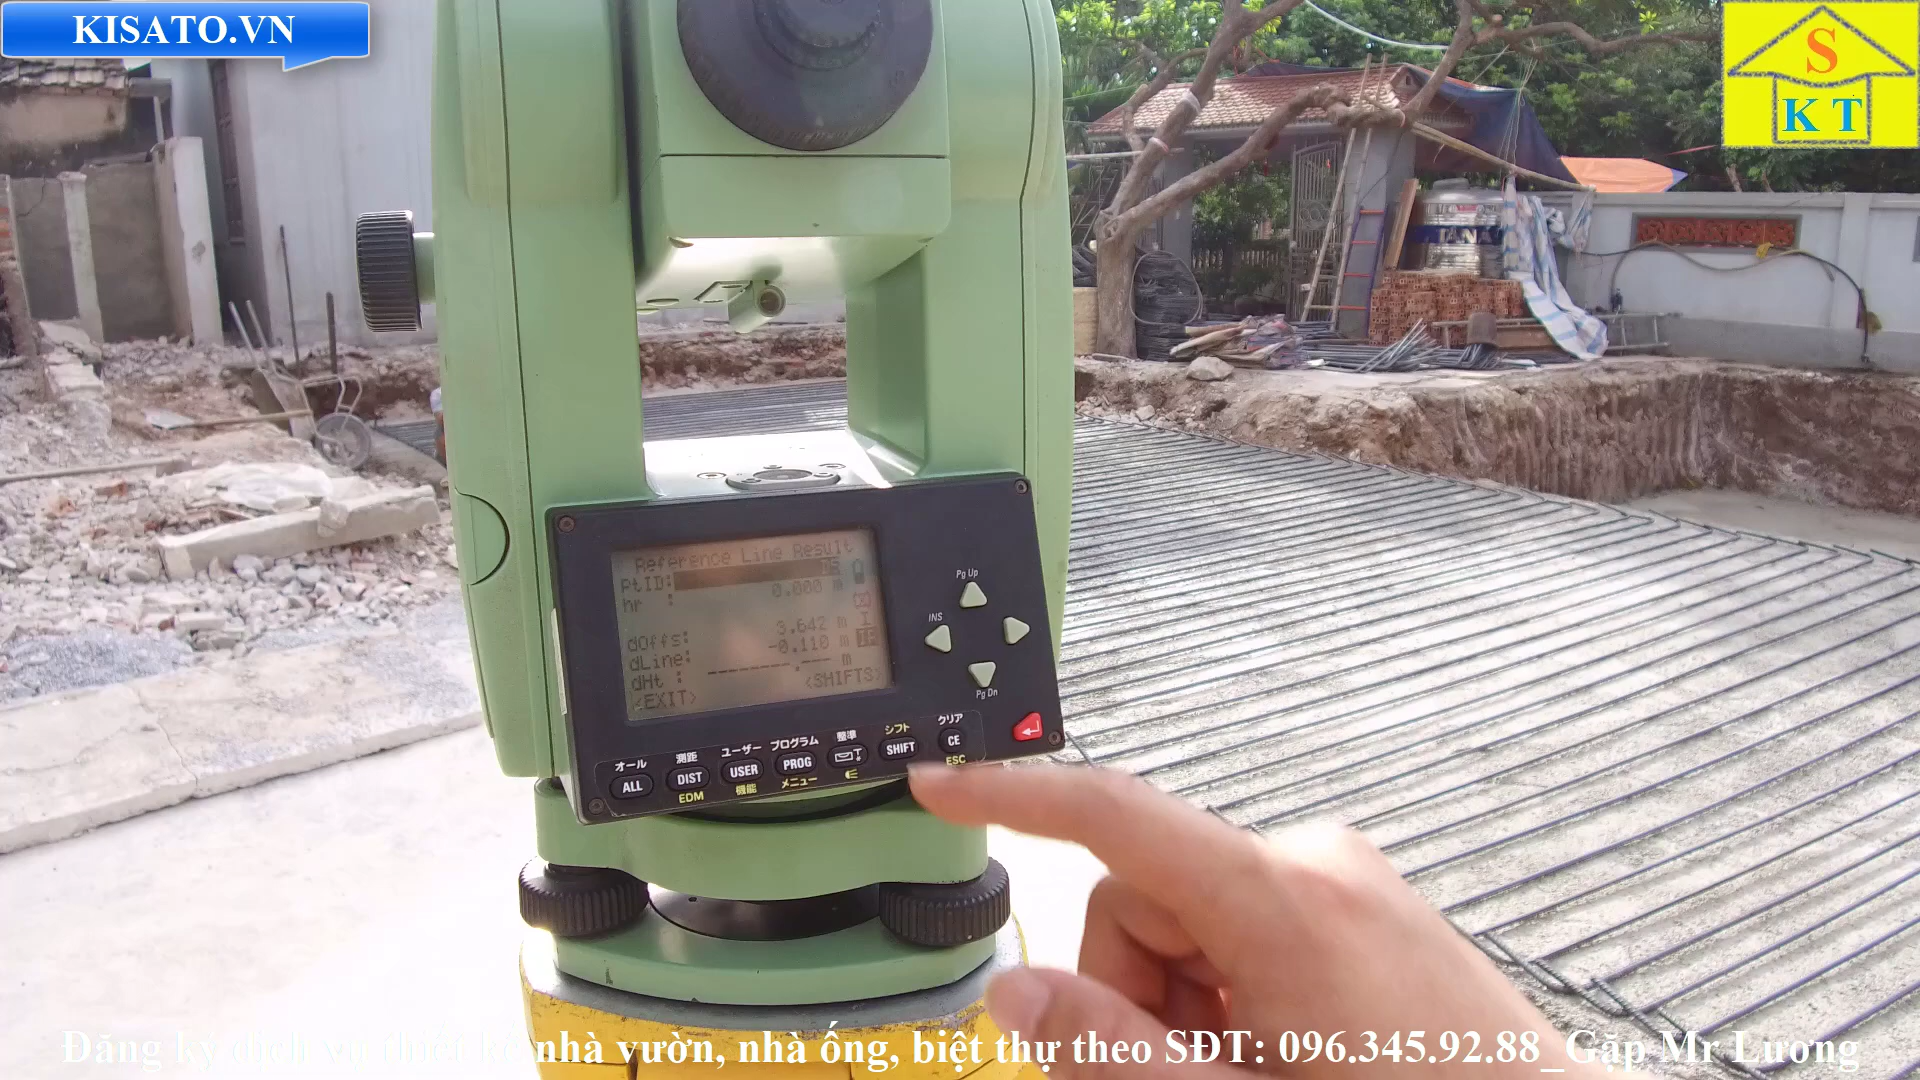 KISATO.VN
S
K T
Reference Line Result
PtID:
hr : 0.000 m
dOffs: 3.642 m
dLine: -0.110 m
dHt : -----.--- m
<EXIT> <SHIFTS>
I
IR
Pg Up
INS
Pg Dn
オール
測距
ユーザー
プログラム
整準
シフト
クリア
ALL
DIST
USER
PROG
SHIFT
CE
EDM
機能
メニュー
ESC
Đăng ký dịch vụ thiết kế nhà vườn, nhà ống, biệt thự theo SĐT: 096.345.92.88_Gặp Mr Lương